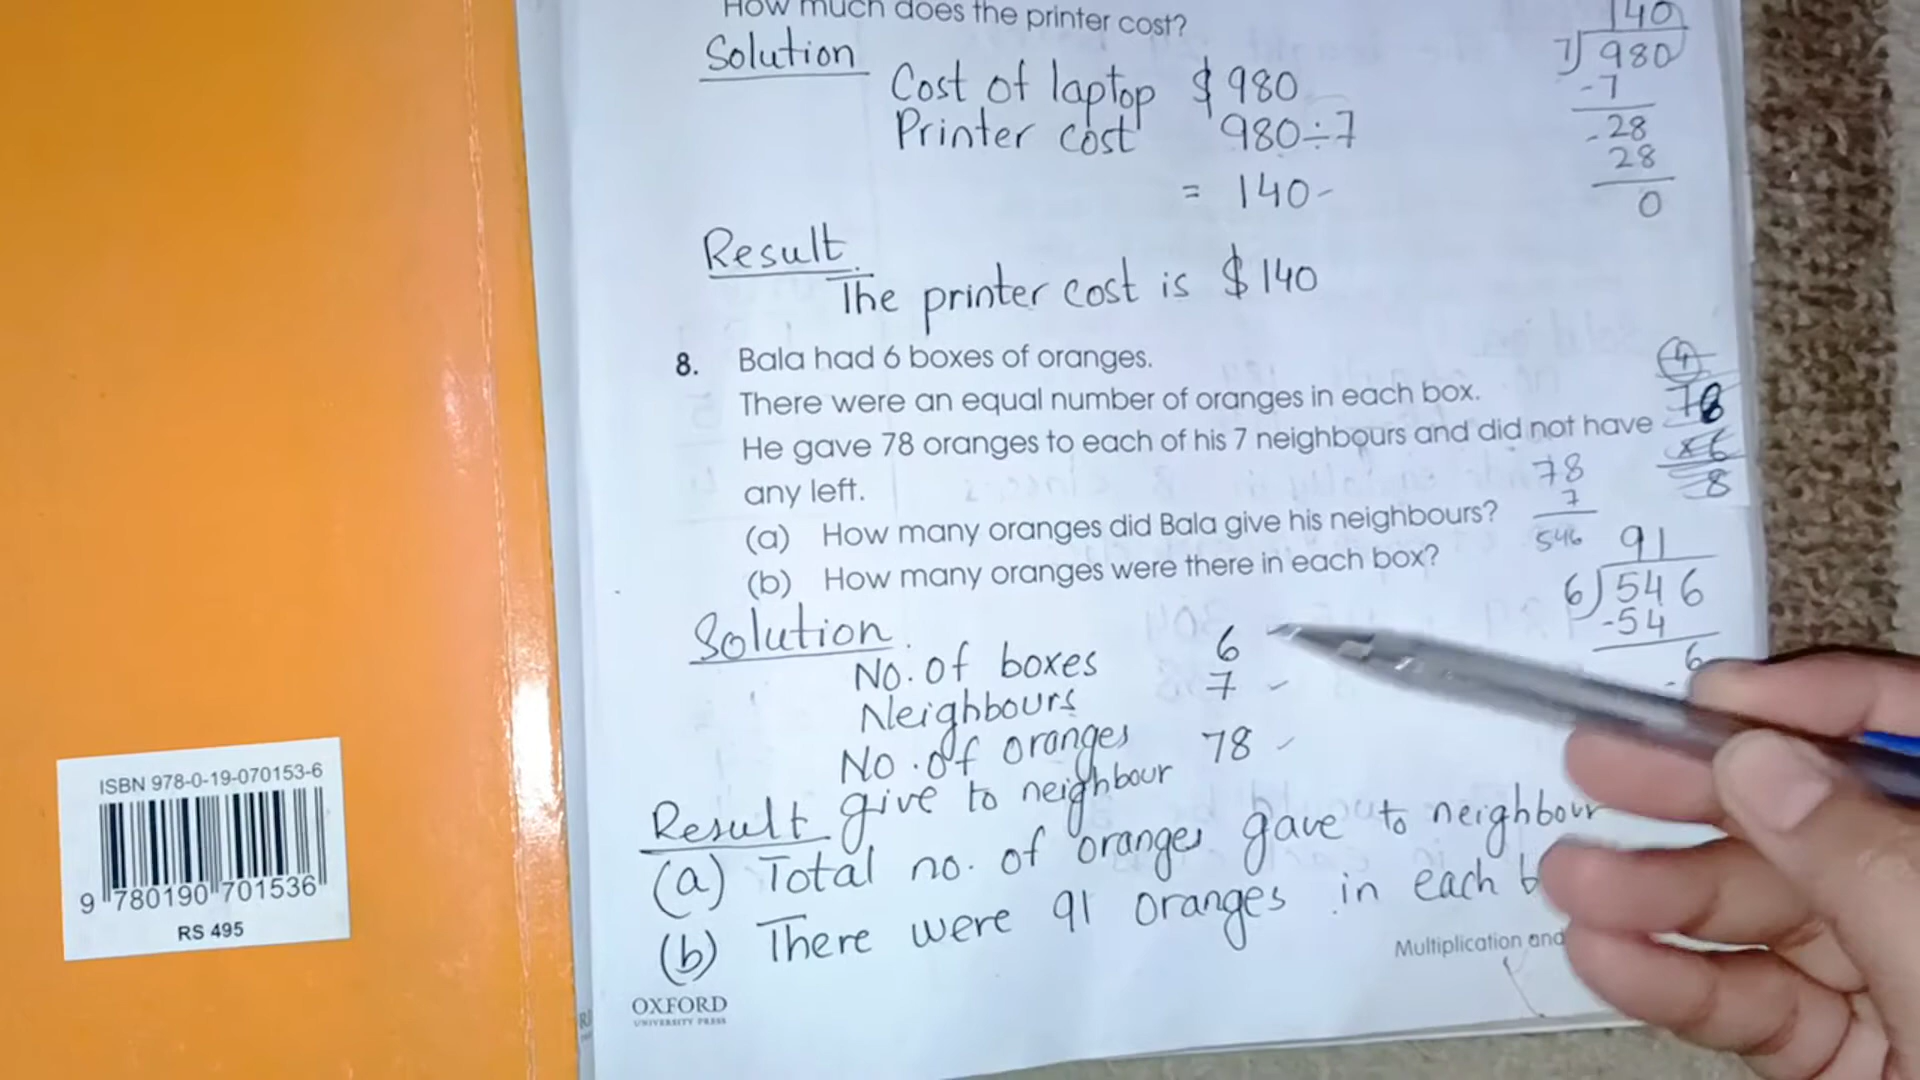 How much does the printer cost?
Solution
Cost of laptop $980
Printer cost 980÷7
= 140-
Result
The printer cost is $140
140
7)980
-7
-28
28
0
8. Bala had 6 boxes of oranges.
There were an equal number of oranges in each box.
He gave 78 oranges to each of his 7 neighbours and did not have
any left.
(a) How many oranges did Bala give his neighbours?
(b) How many oranges were there in each box?
4
78
x6
8
78
7
546
91
6)546
-54
6
Solution
No. of boxes 6
Neighbours 7
No. of oranges 78
give to neighbour
Result
(a) Total no. of oranges gave to neighbour
(b) There were 91 oranges in each
Multiplication and
OXFORD
UNIVERSITY PRESS
ISBN 978-0-19-070153-6
9 780190 701536
RS 495